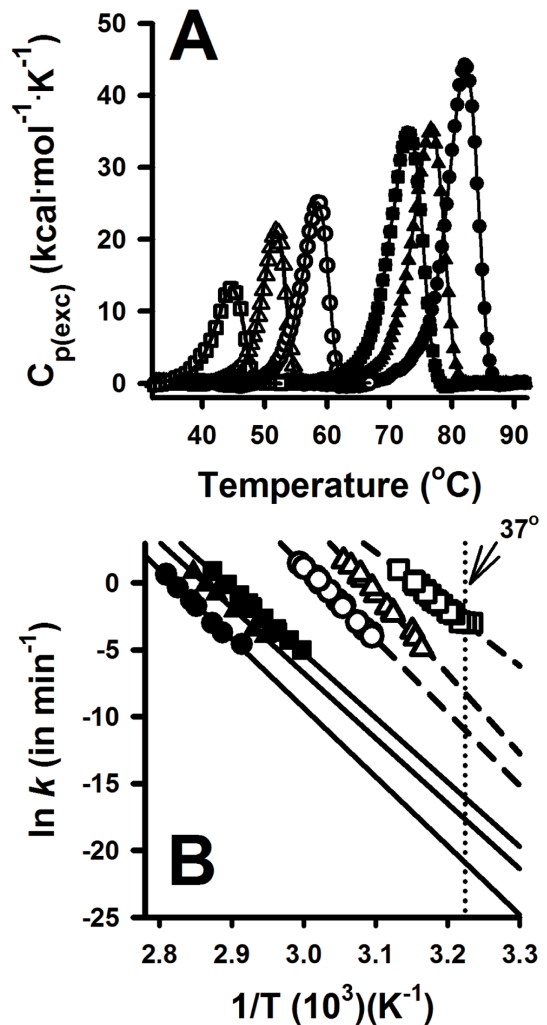 A
50
40
30
20
10
0
C_p(exc) (kcal·mol⁻¹·K⁻¹)
40 50 60 70 80 90
Temperature (°C)
37°
0
-5
-10
-15
-20
-25
ln k (in min⁻¹)
B
2.8 2.9 3.0 3.1 3.2 3.3
1/T (10³)(K⁻¹)